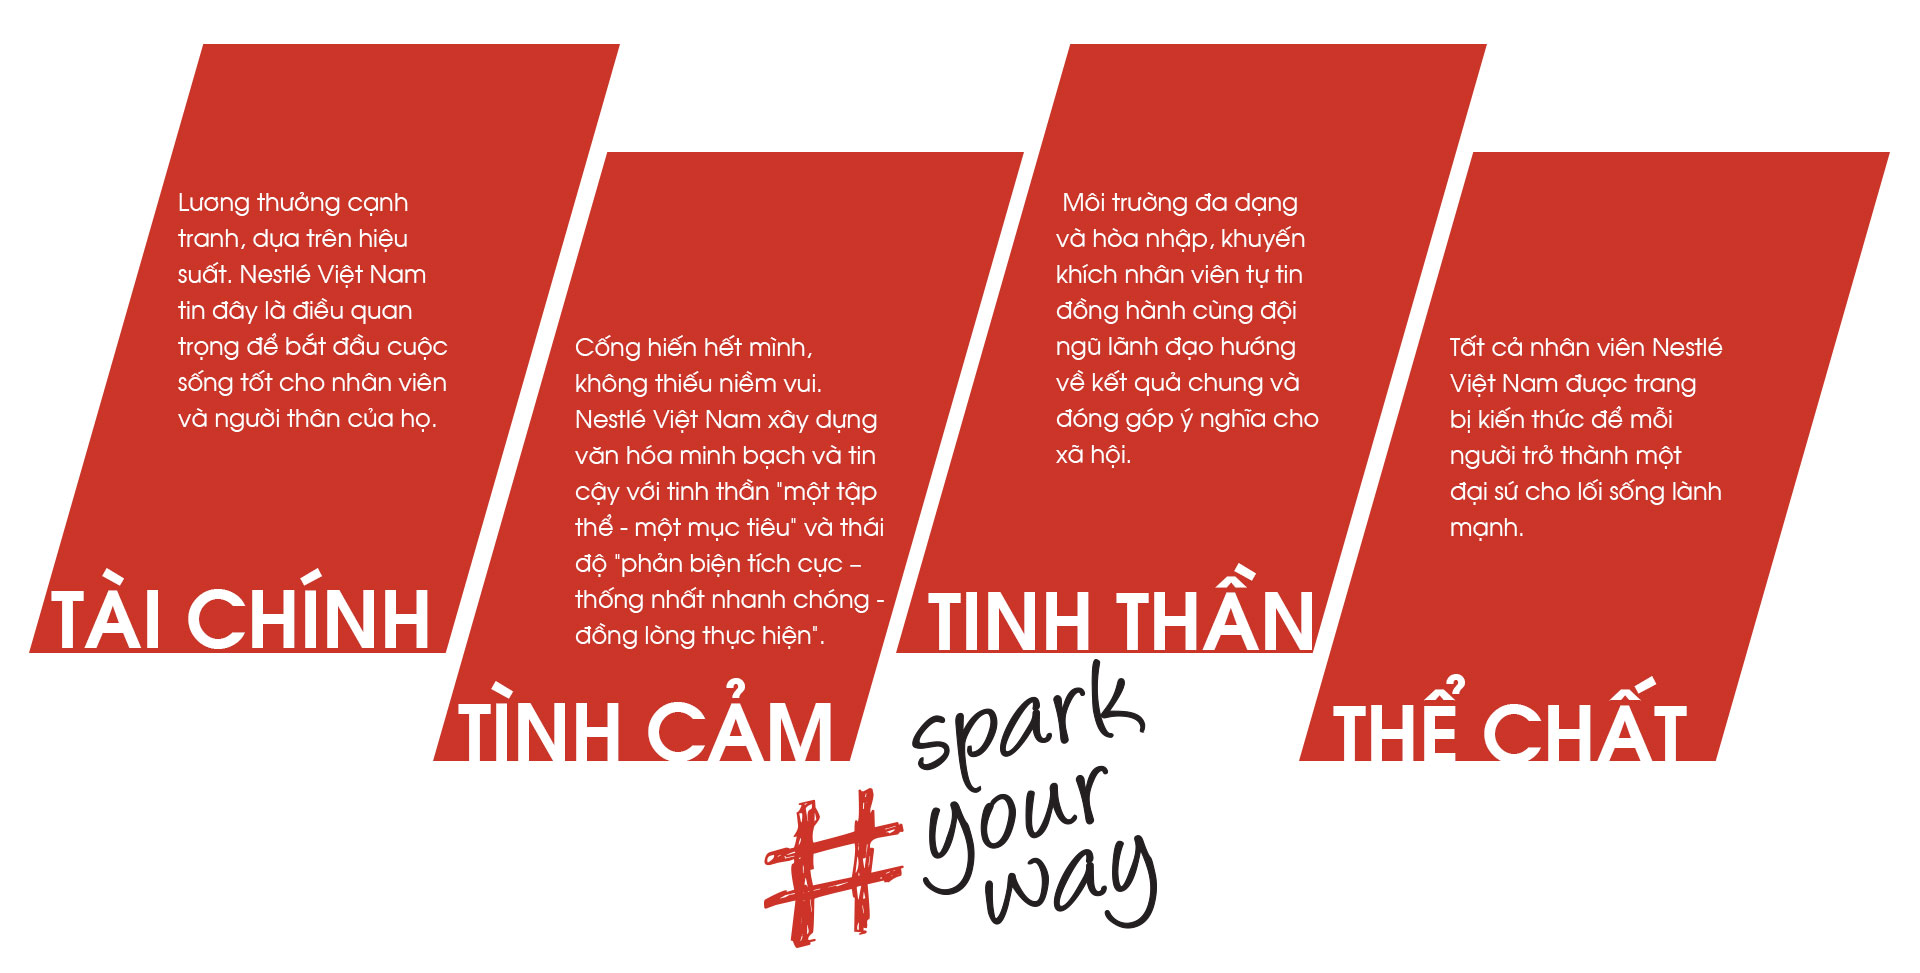 Lương thưởng cạnh
tranh, dựa trên hiệu
suất. Nestlé Việt Nam
tin đây là điều quan
trọng để bắt đầu cuộc
sống tốt cho nhân viên
và người thân của họ.
TÀI CHÍNH
Cống hiến hết mình,
không thiếu niềm vui.
Nestlé Việt Nam xây dựng
văn hóa minh bạch và tin
cậy với tinh thần "một tập
thể - một mục tiêu" và thái
độ "phản biện tích cực –
thống nhất nhanh chóng -
đồng lòng thực hiện".
TÌNH CẢM
Môi trường đa dạng
và hòa nhập, khuyến
khích nhân viên tự tin
đồng hành cùng đội
ngũ lãnh đạo hướng
về kết quả chung và
đóng góp ý nghĩa cho
xã hội.
TINH THẦN
Tất cả nhân viên Nestlé
Việt Nam được trang
bị kiến thức để mỗi
người trở thành một
đại sứ cho lối sống lành
mạnh.
THỂ CHẤT
#spark
your
way